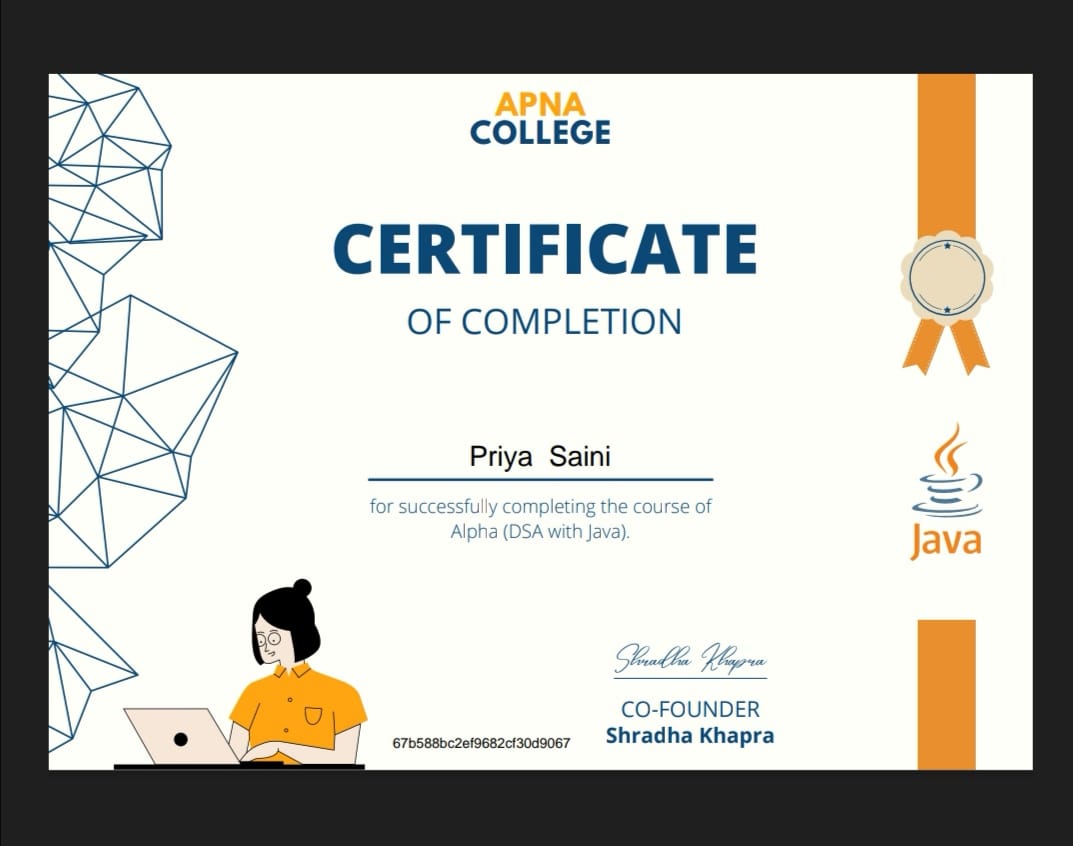 APNA
COLLEGE
CERTIFICATE
OF COMPLETION
Priya Saini
for successfully completing the course of
Alpha (DSA with Java).
Java
Shradha Khapra
CO-FOUNDER
Shradha Khapra
67b588bc2ef9682cf30d9067